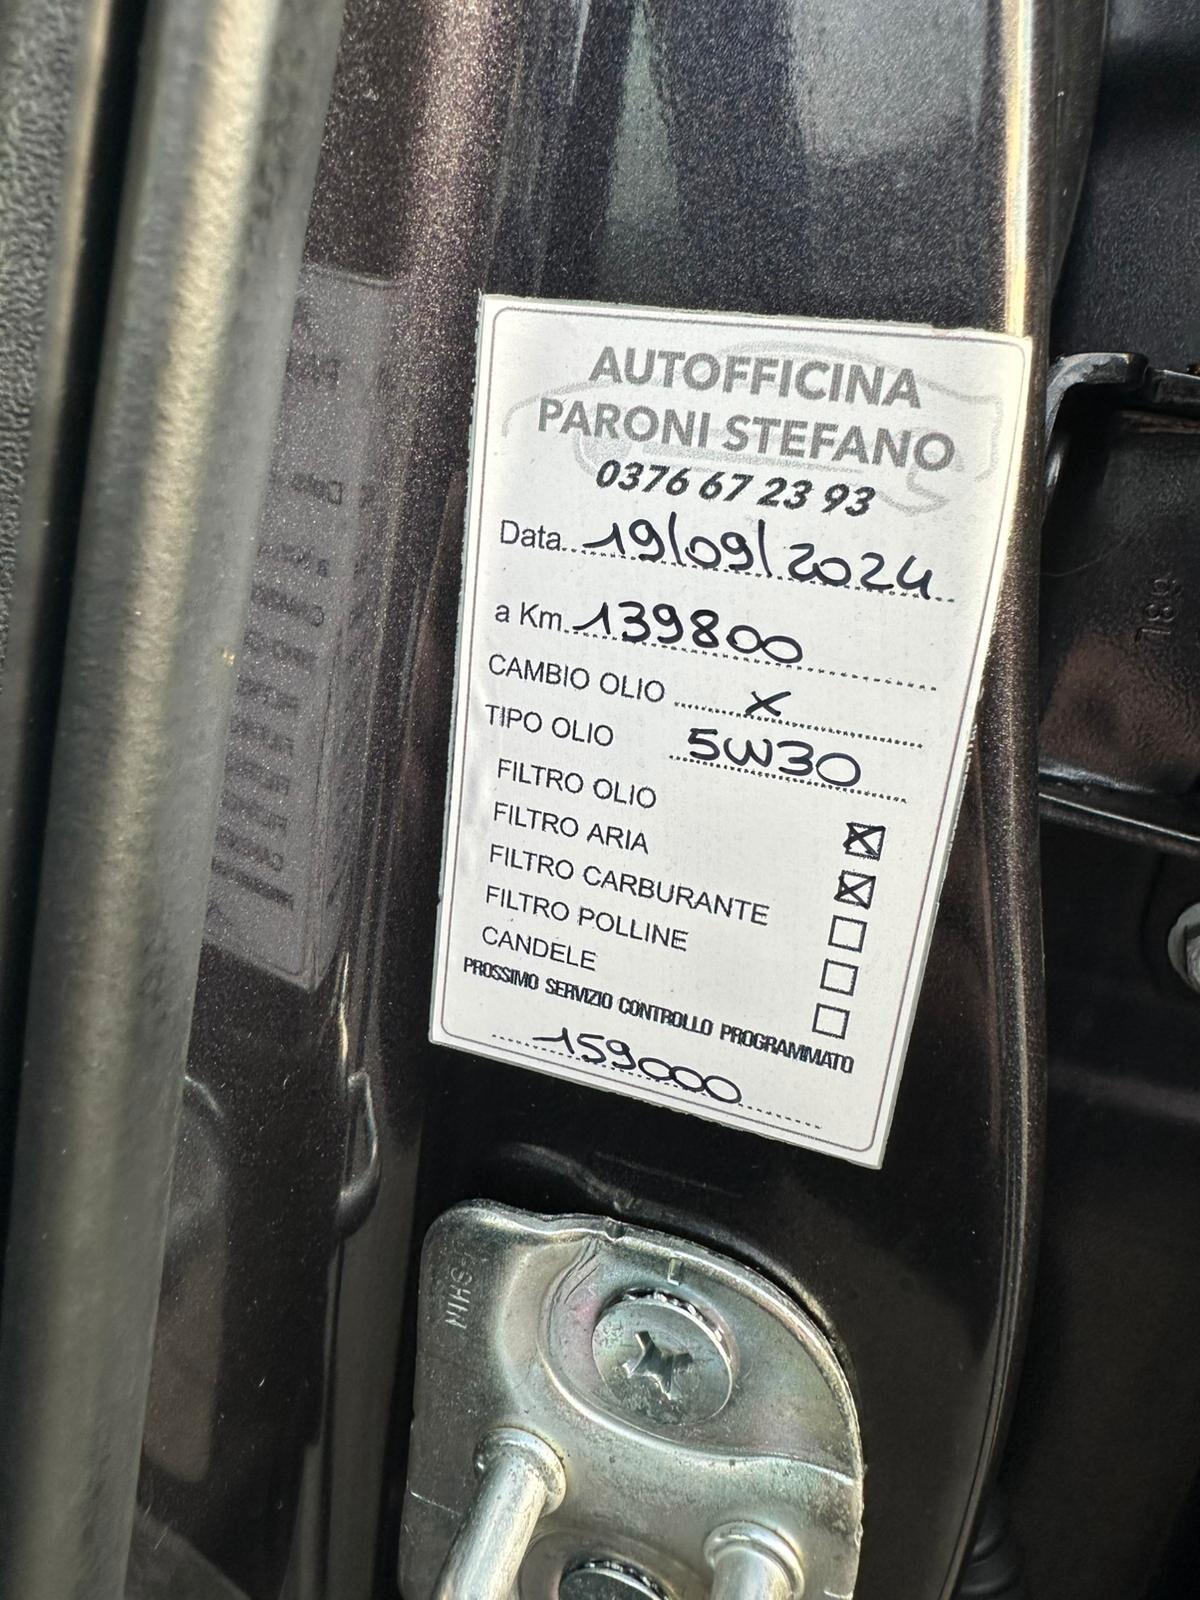 AUTOFFICINA
PARONI STEFANO
0376 67 23 93
Data 19/09/2024
a Km 139800
CAMBIO OLIO X
TIPO OLIO 5W30
FILTRO OLIO
FILTRO ARIA
FILTRO CARBURANTE
FILTRO POLLINE
CANDELE
PROSSIMO SERVIZIO CONTROLLO PROGRAMMATO
159000